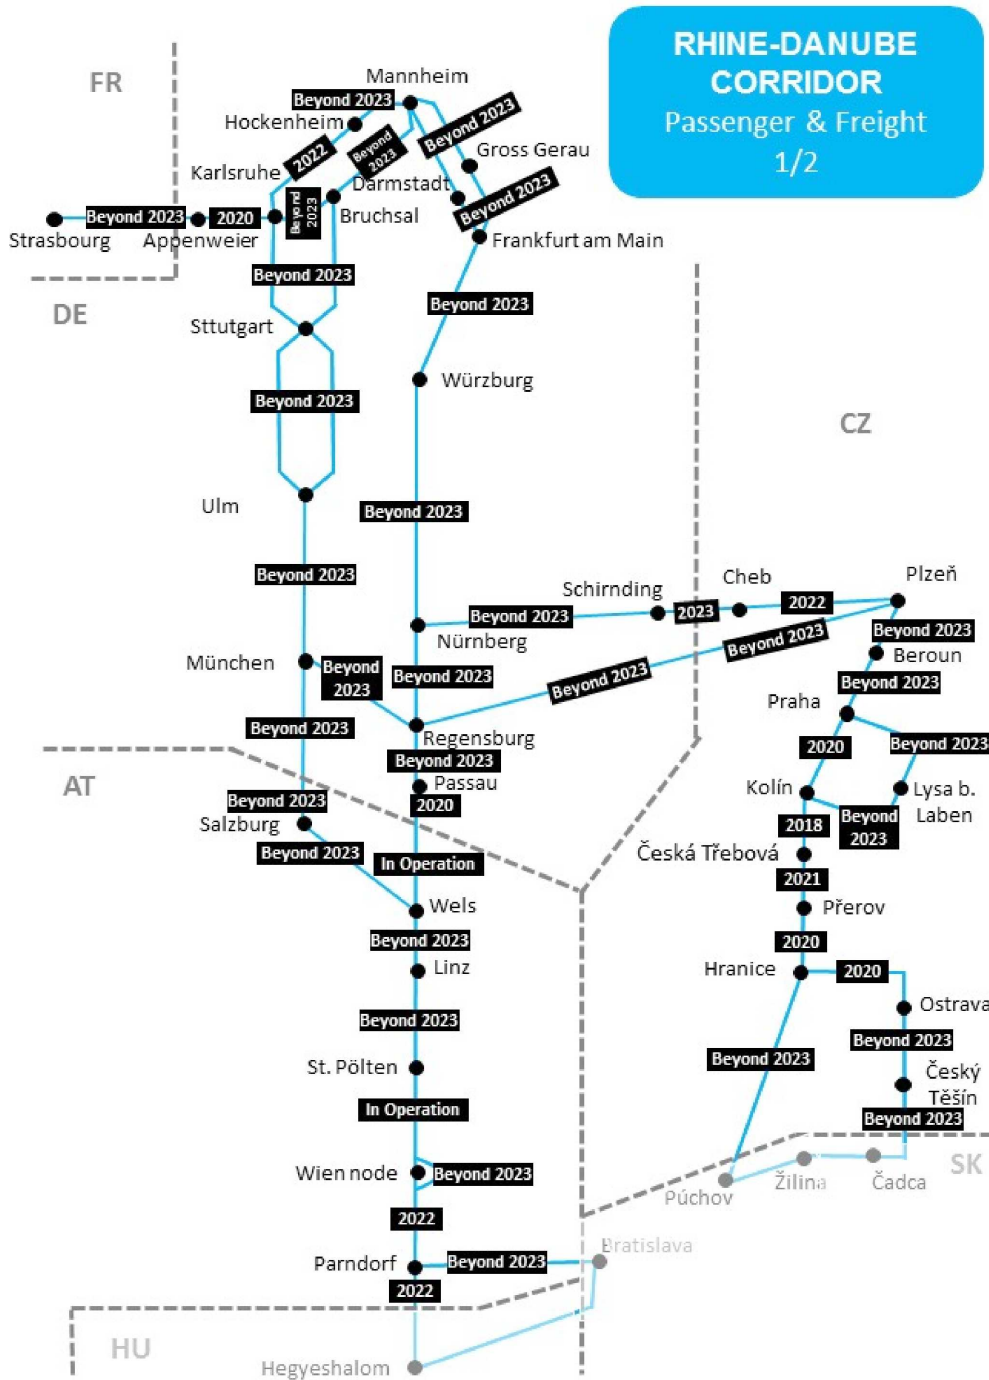 RHINE-DANUBE
CORRIDOR
Passenger & Freight
1/2
FR
Mannheim
Beyond 2023
Hockenheim
Beyond 2023
2022
Beyond
2023
Gross Gerau
Karlsruhe
Darmstadt
Beyond 2023
Beyond
2023
Bruchsal
Beyond 2023
2020
Strasbourg
Appenweier
Frankfurt am Main
DE
Beyond 2023
Beyond 2023
Sttutgart
Würzburg
Beyond 2023
CZ
Ulm
Beyond 2023
Beyond 2023
Schirnding
Cheb
Plzeň
Beyond 2023
2023
2022
Nürnberg
Beyond 2023
Beyond 2023
Beroun
München
Beyond
2023
Beyond 2023
Beyond 2023
Beyond 2023
Praha
Beyond 2023
Regensburg
2020
Beyond 2023
Beyond 2023
AT
Passau
Kolín
Lysa b.
Laben
Beyond 2023
2020
Beyond
2023
Salzburg
2018
Beyond 2023
In Operation
Česká Třebová
2021
Wels
Přerov
Beyond 2023
2020
Linz
Hranice
2020
Ostrava
Beyond 2023
Beyond 2023
Beyond 2023
St. Pölten
Český
Těšín
In Operation
Beyond 2023
Wien node
Beyond 2023
SK
Púchov
Žilina
Čadca
2022
Bratislava
Parndorf
Beyond 2023
2022
HU
Hegyeshalom